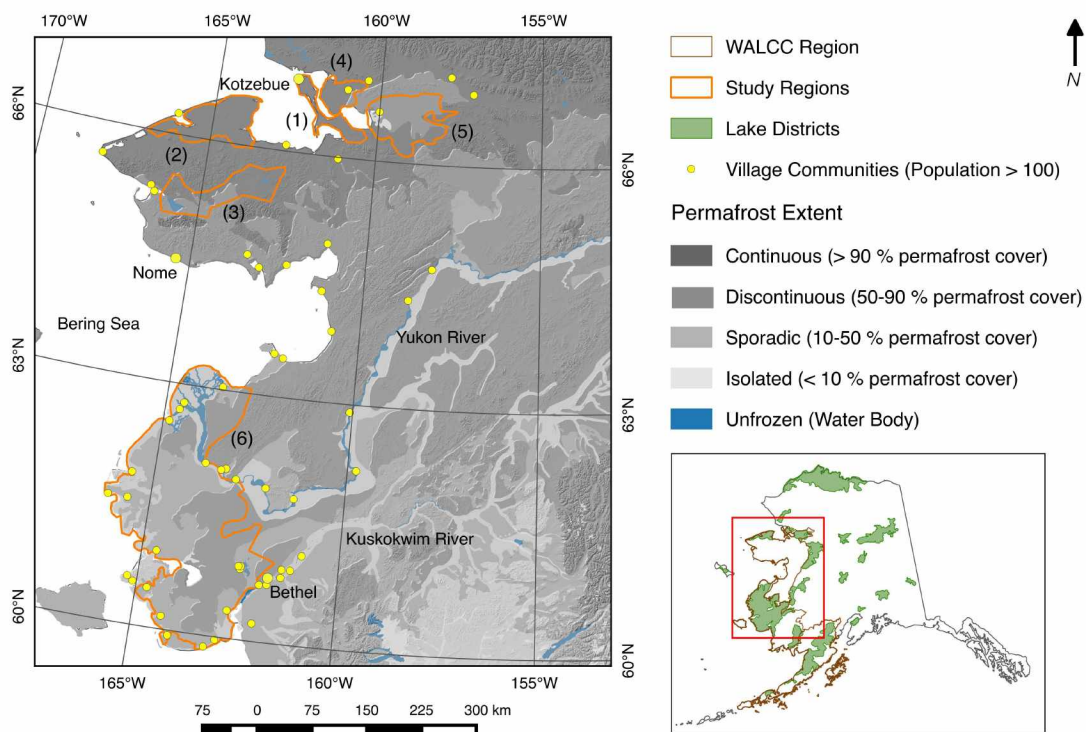 170°W
165°W
160°W
155°W
N
66°N
66°N
63°N
63°N
60°N
60°N
165°W
160°W
155°W
Kotzebue
(4)
(1)
(5)
(2)
(3)
Nome
Bering Sea
Yukon River
(6)
Kuskokwim River
Bethel
75 0 75 150 225 300 km
WALCC Region
Study Regions
Lake Districts
Village Communities (Population > 100)
Permafrost Extent
Continuous (> 90 % permafrost cover)
Discontinuous (50-90 % permafrost cover)
Sporadic (10-50 % permafrost cover)
Isolated (< 10 % permafrost cover)
Unfrozen (Water Body)